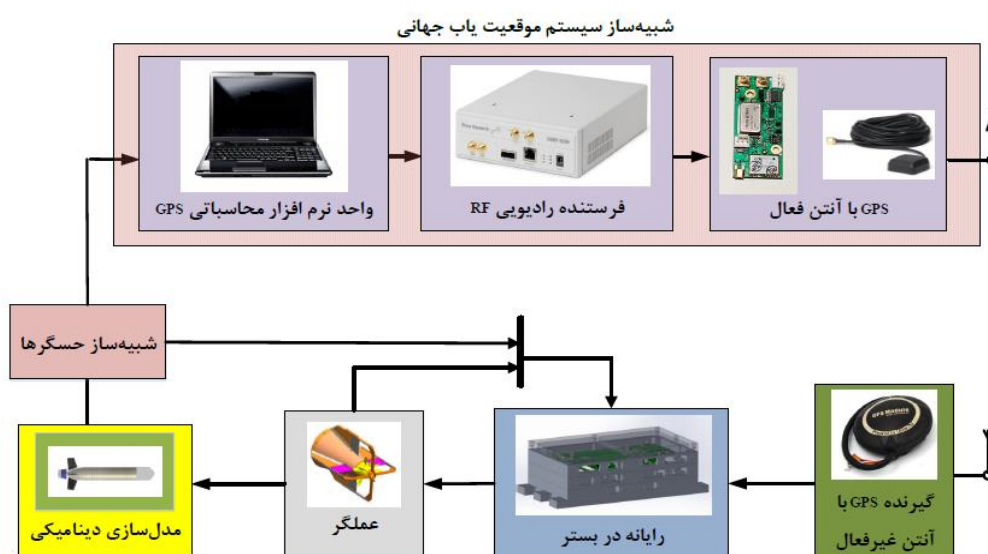 شبیه‌ساز سیستم موقعیت یاب جهانی
واحد نرم افزار محاسباتی GPS
فرستنده رادیویی RF
GPS با آنتن فعال
شبیه‌ساز حسگرها
مدل‌سازی دینامیکی
عملگر
رایانه در بستر
گیرنده GPS با
آنتن غیرفعال